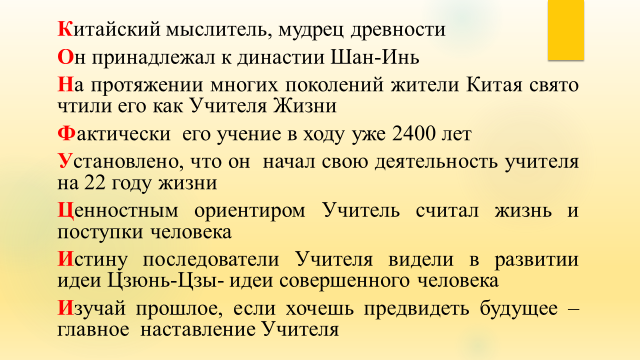 Китайский мыслитель, мудрец древности
Он принадлежал к династии Шан-Инь
На протяжении многих поколений жители Китая свято
чтили его как Учителя Жизни
Фактически  его учение в ходу уже 2400 лет
Установлено, что он  начал свою деятельность учителя
на 22 году жизни
Ценностным ориентиром Учитель считал жизнь и
поступки человека
Истину последователи Учителя видели в развитии
идеи Цзюнь-Цзы- идеи совершенного человека
Изучай прошлое, если хочешь предвидеть будущее –
главное  наставление Учителя